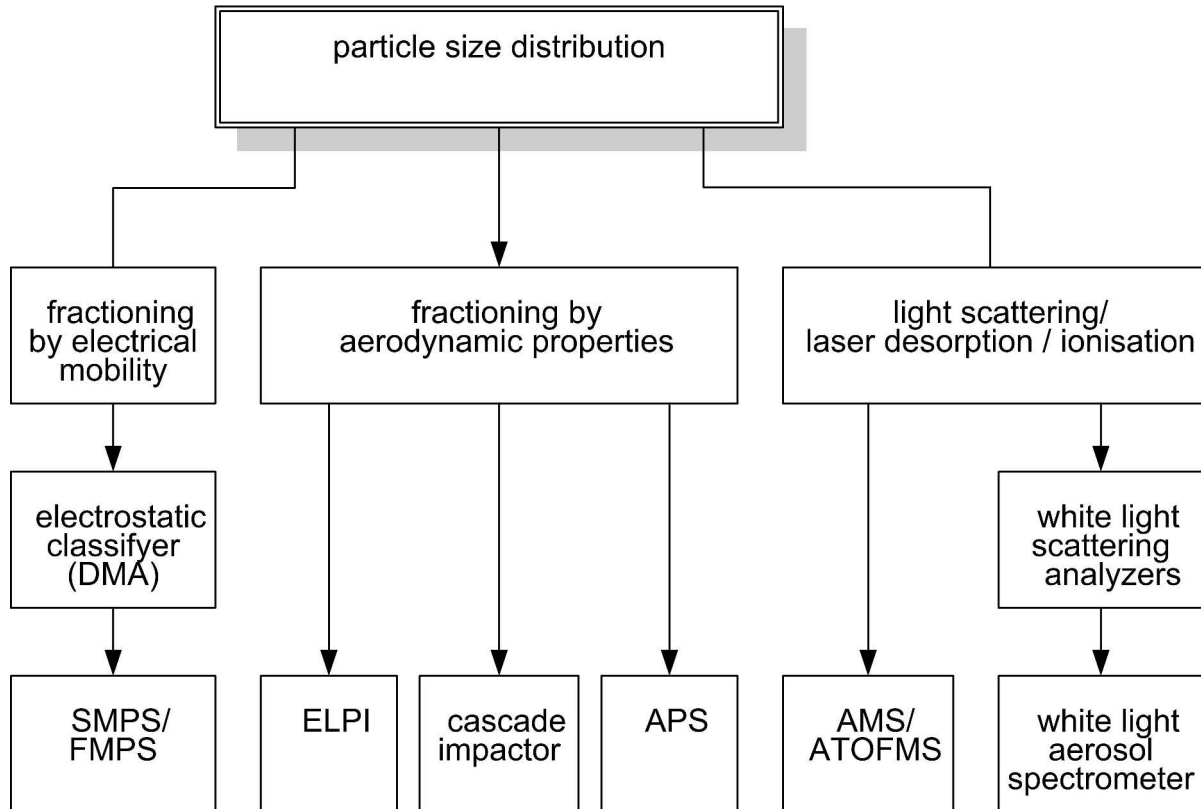 particle size distribution
fractioning
by electrical
mobility
fractioning by
aerodynamic properties
light scattering/
laser desorption / ionisation
electrostatic
classifyer
(DMA)
white light
scattering
analyzers
SMPS/
FMPS
ELPI
cascade
impactor
APS
AMS/
ATOFMS
white light
aerosol
spectrometer